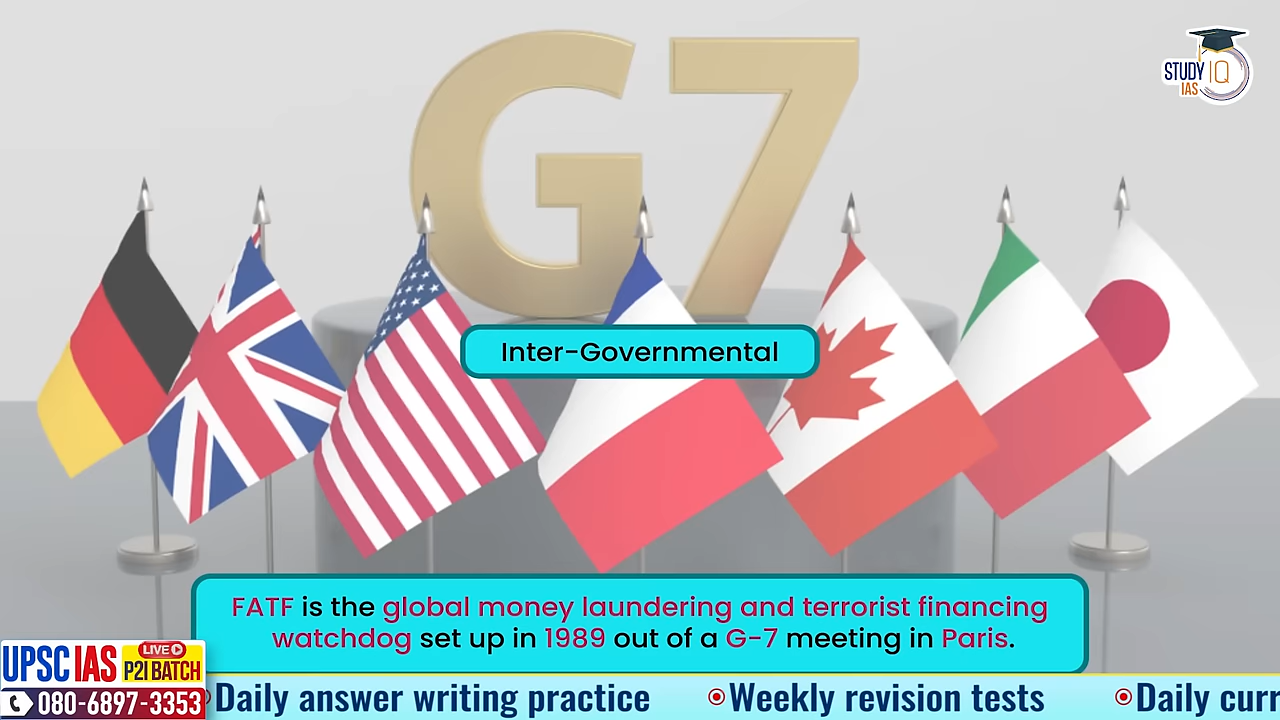 G7
STUDY IQ
IAS
Inter-Governmental
FATF is the global money laundering and terrorist financing
watchdog set up in 1989 out of a G-7 meeting in Paris.
UPSC IAS LIVE P2I BATCH
080-6897-3353
Daily answer writing practice Weekly revision tests Daily curr